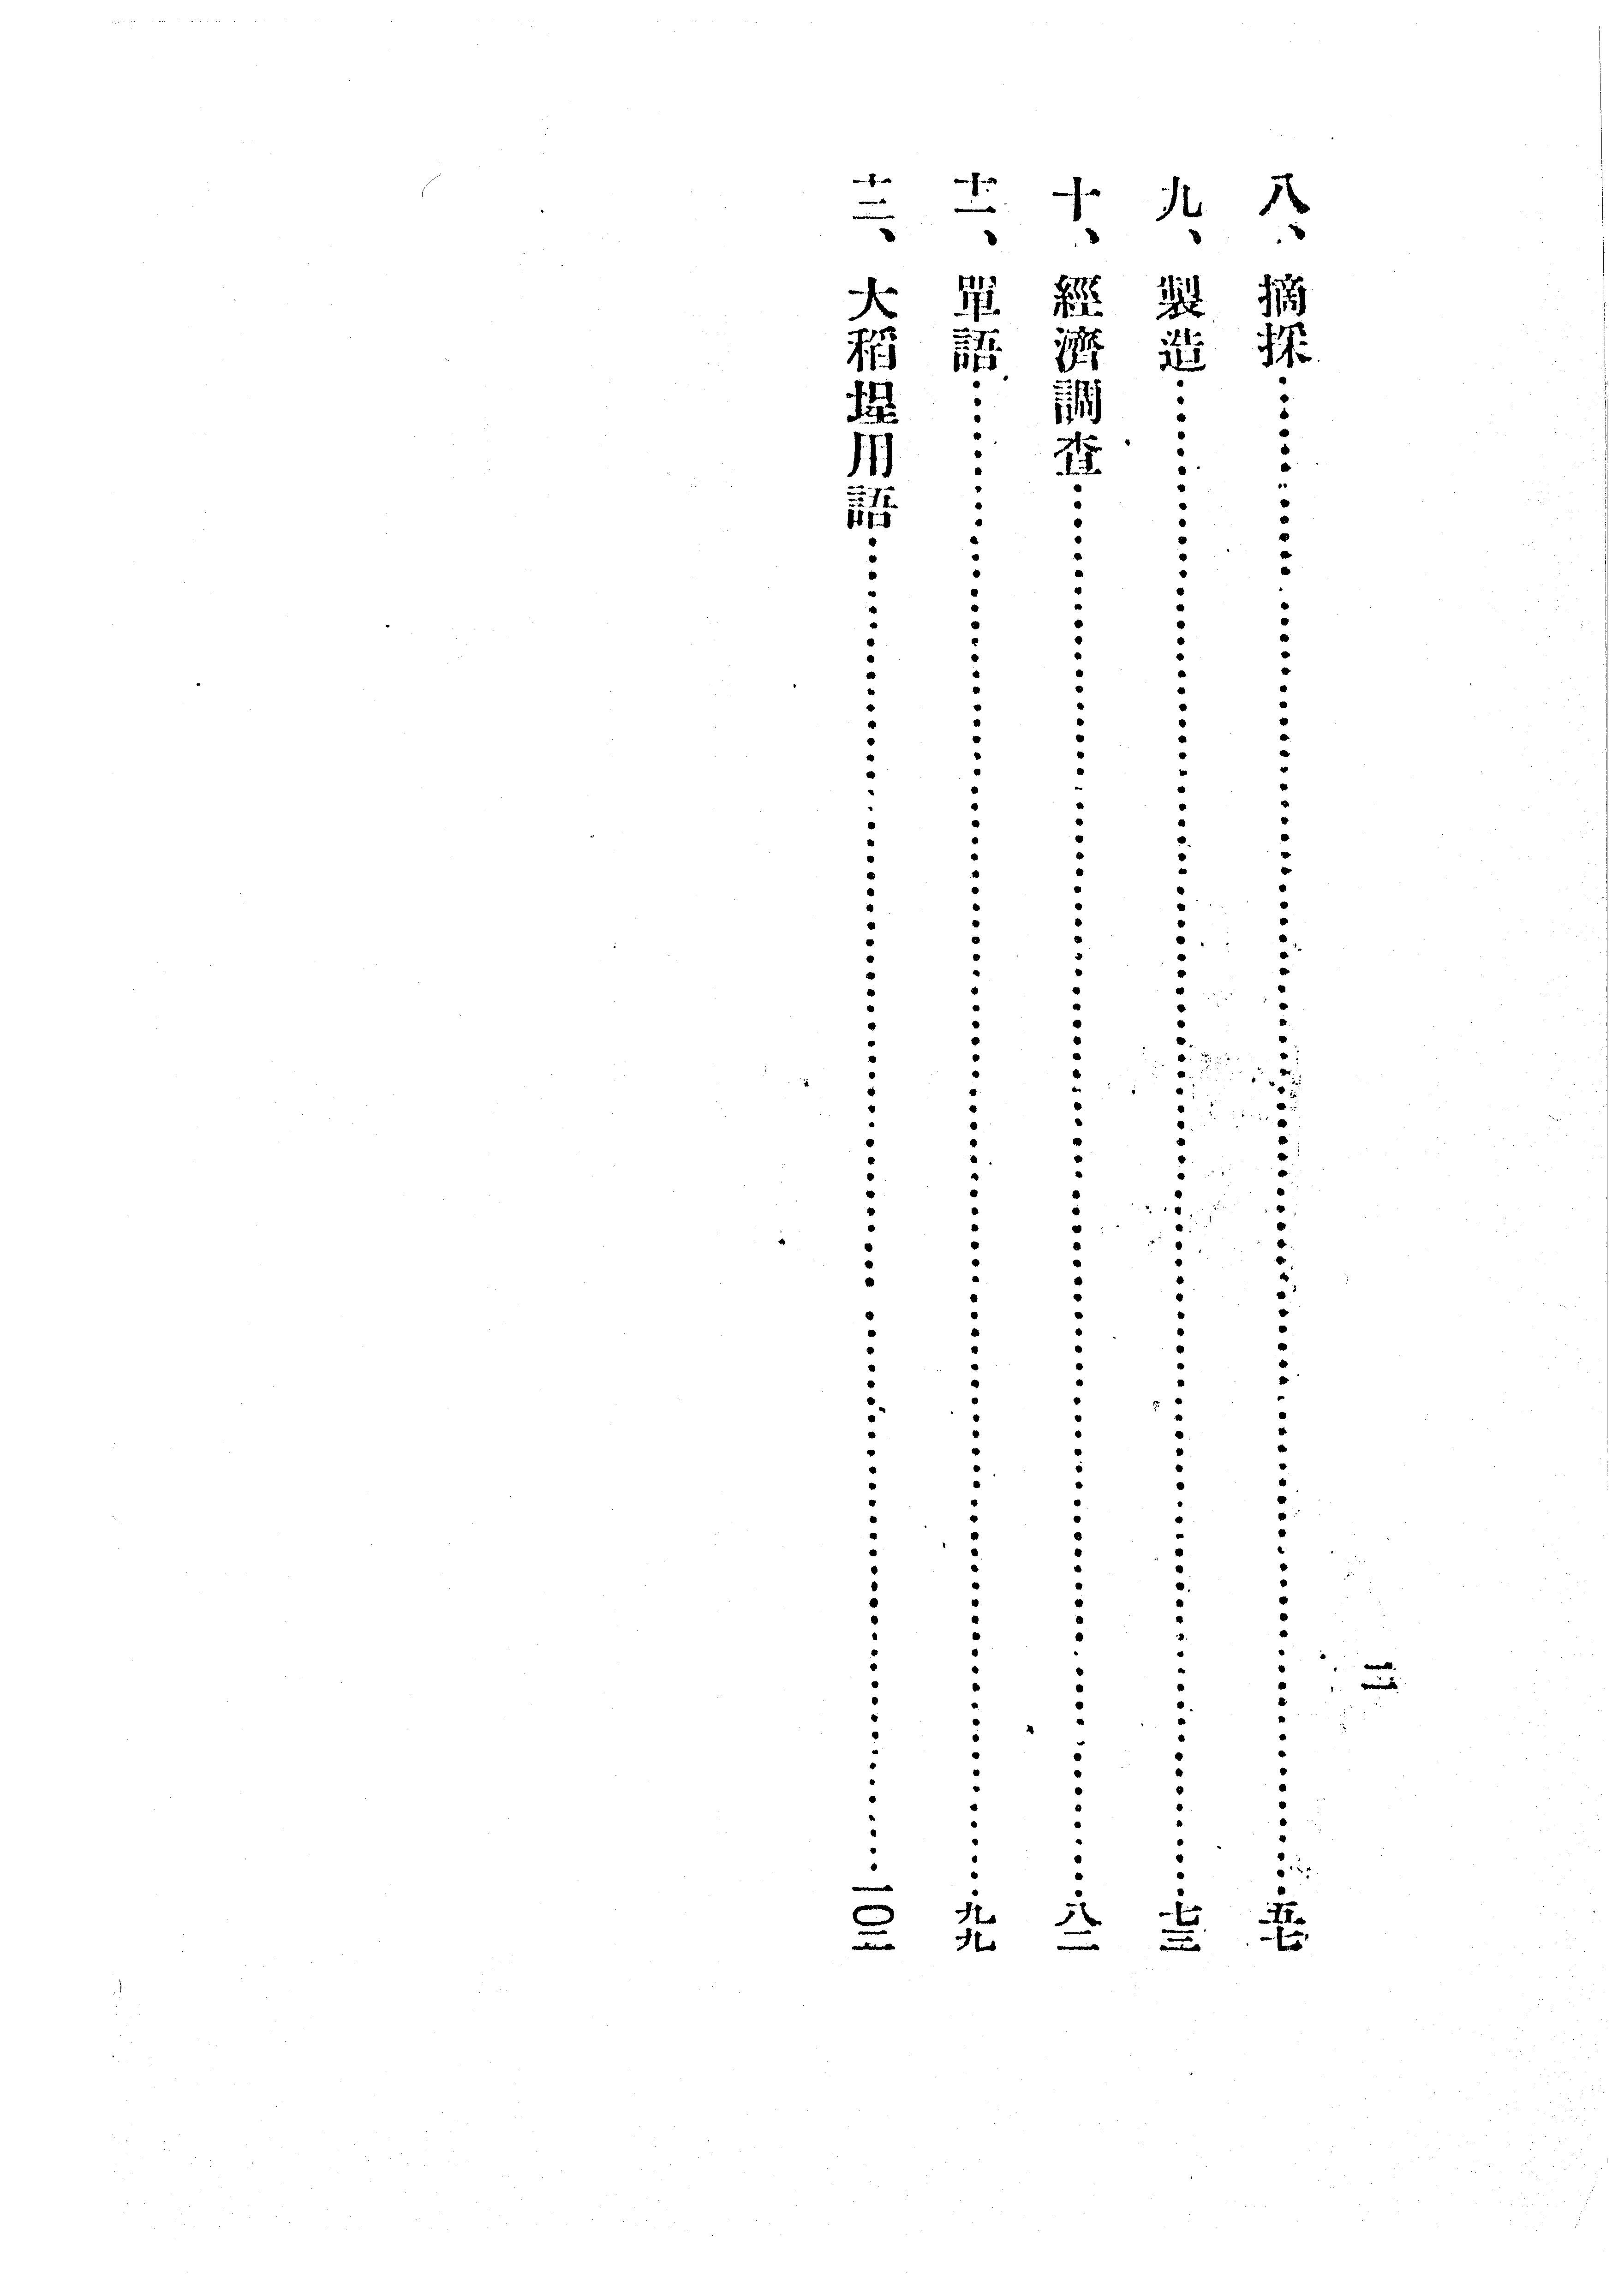 二
八、摘採……五七
九、製造……七三
十、經濟調査……八二
十一、單語……九九
十二、大稻埕用語……一〇三